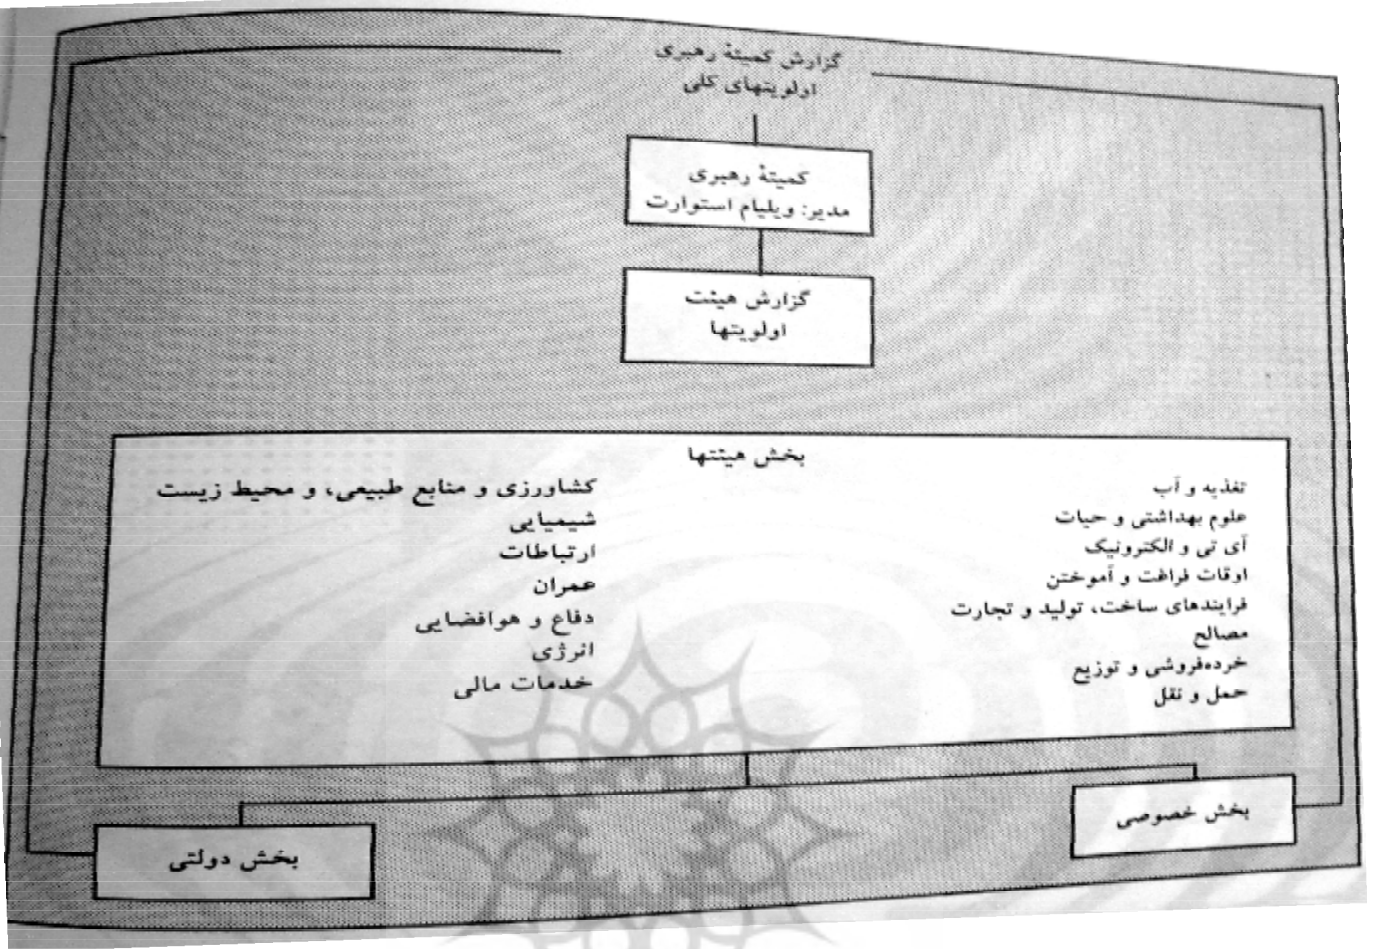 گزارش کمیتهٔ رهبری
اولویتهای کلی
کمیتهٔ رهبری
مدیر: ویلیام استوارت
گزارش هیئت
اولویتها
بخش هیئتها
تغذیه و آب
علوم بهداشتی و حیات
آی تی و الکترونیک
اوقات فراغت و آموختن
فرایندهای ساخت، تولید و تجارت
مصالح
خرده‌فروشی و توزیع
حمل و نقل
کشاورزی و منابع طبیعی، و محیط زیست
شیمیایی
ارتباطات
عمران
دفاع و هوافضایی
انرژی
خدمات مالی
بخش خصوصی
بخش دولتی